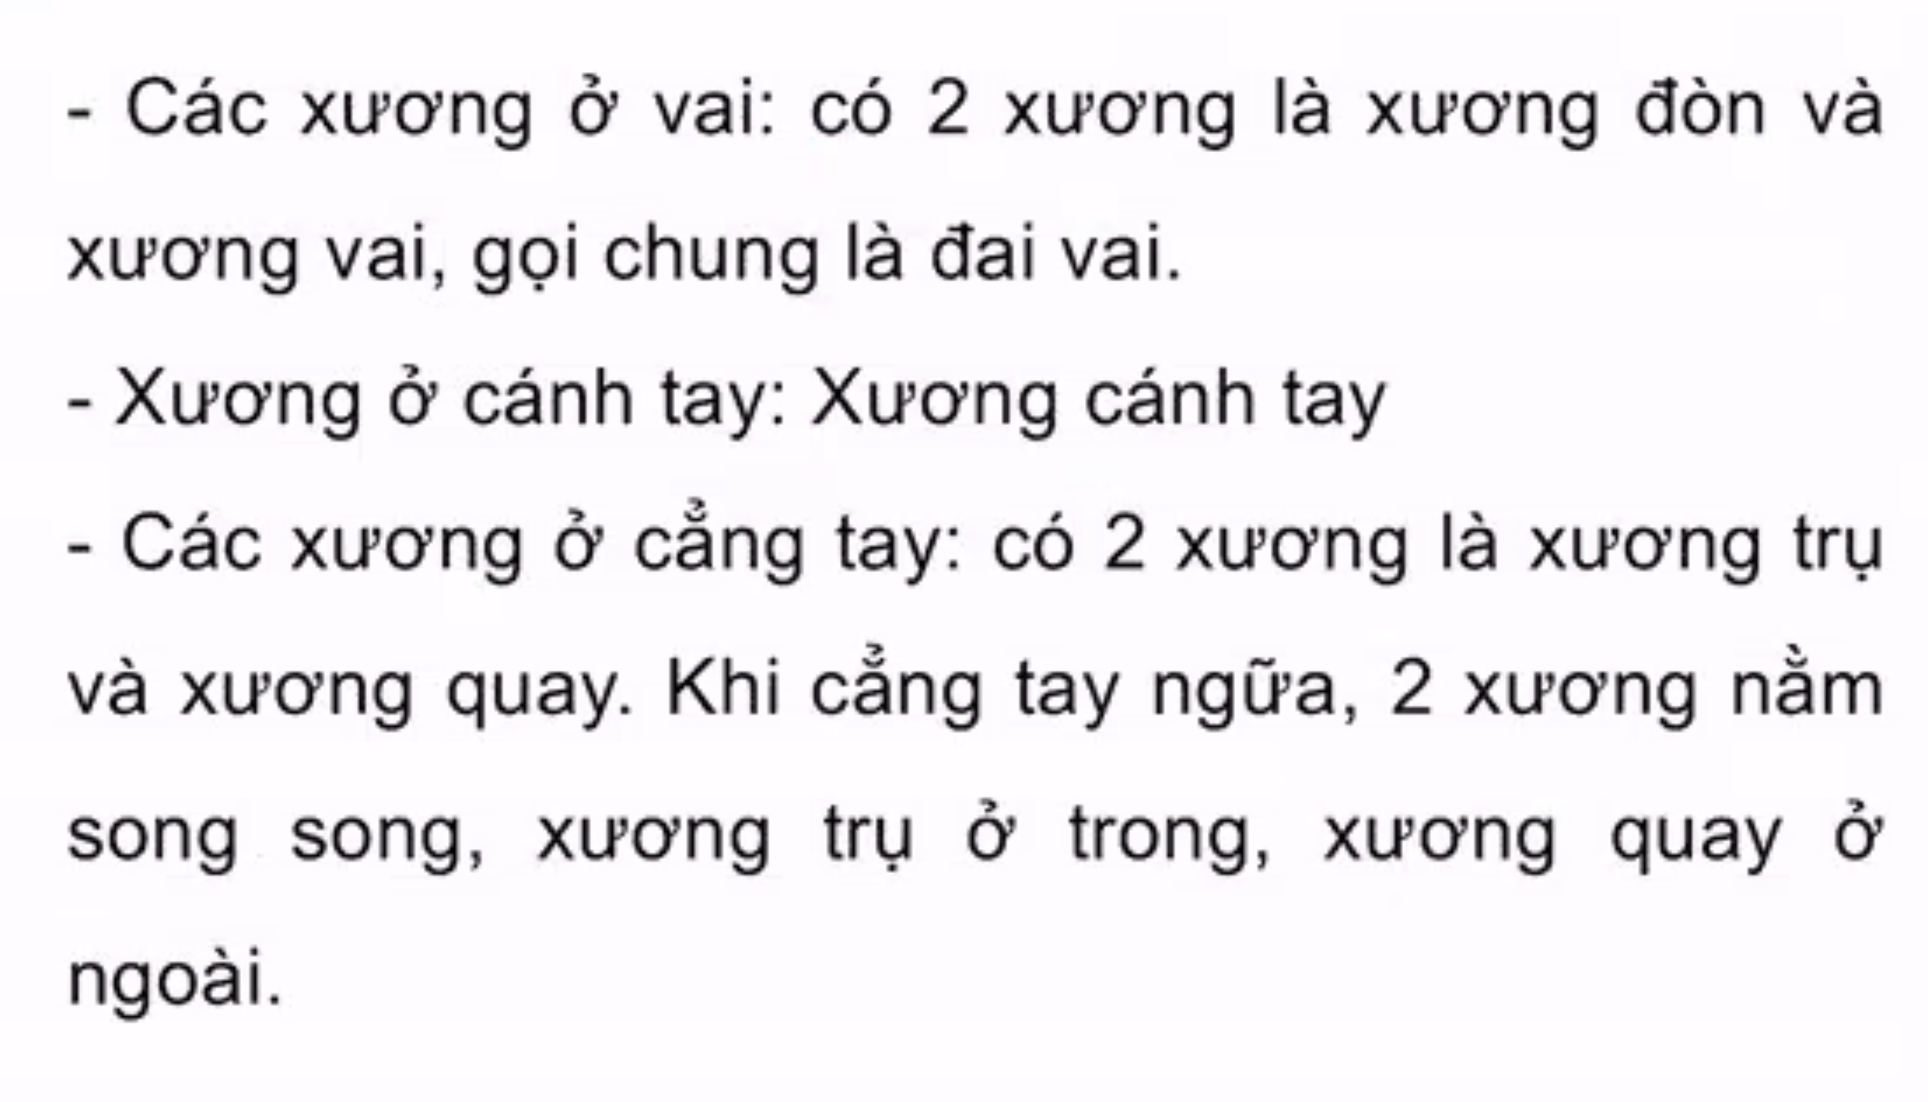 - Các xương ở vai: có 2 xương là xương đòn và
xương vai, gọi chung là đai vai.
- Xương ở cánh tay: Xương cánh tay
- Các xương ở cẳng tay: có 2 xương là xương trụ
và xương quay. Khi cẳng tay ngữa, 2 xương nằm
song song, xương trụ ở trong, xương quay ở
ngoài.